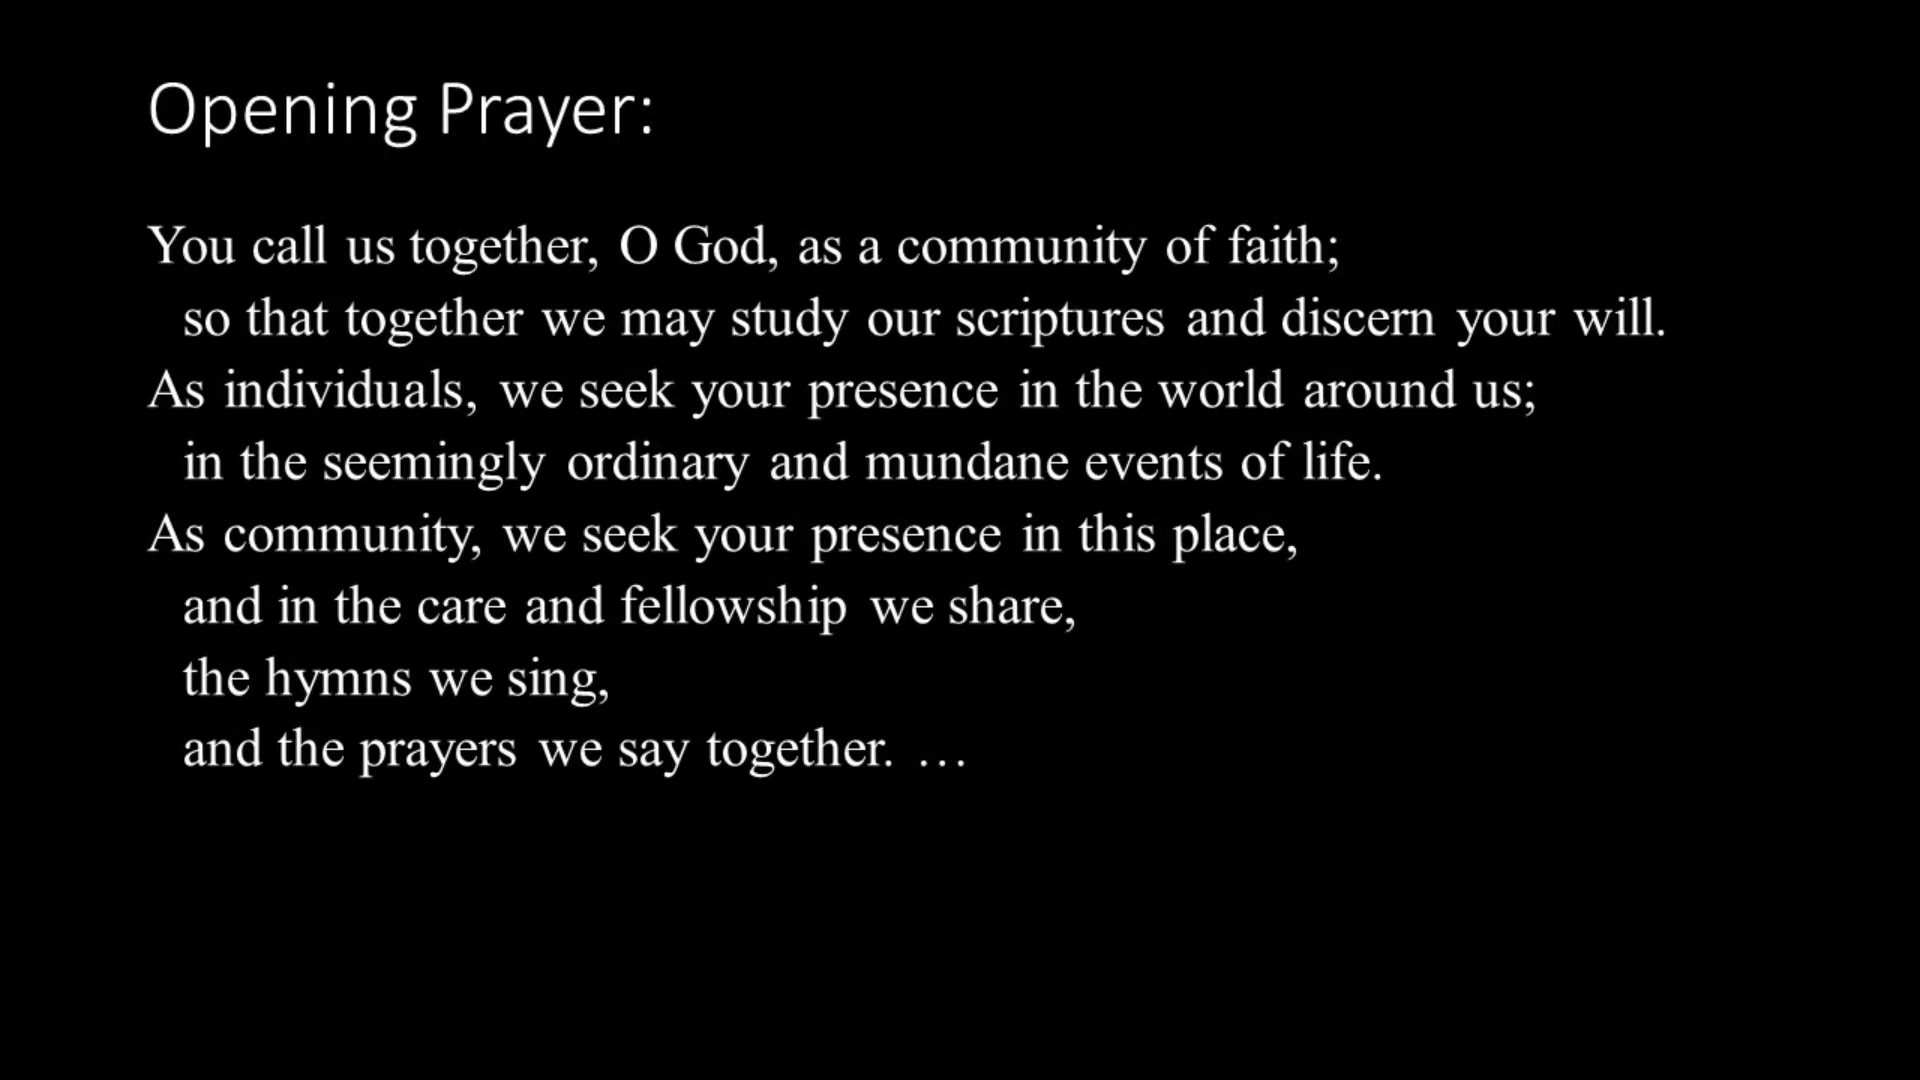 Opening Prayer:
You call us together, O God, as a community of faith;
so that together we may study our scriptures and discern your will.
As individuals, we seek your presence in the world around us;
in the seemingly ordinary and mundane events of life.
As community, we seek your presence in this place,
and in the care and fellowship we share,
the hymns we sing,
and the prayers we say together. …